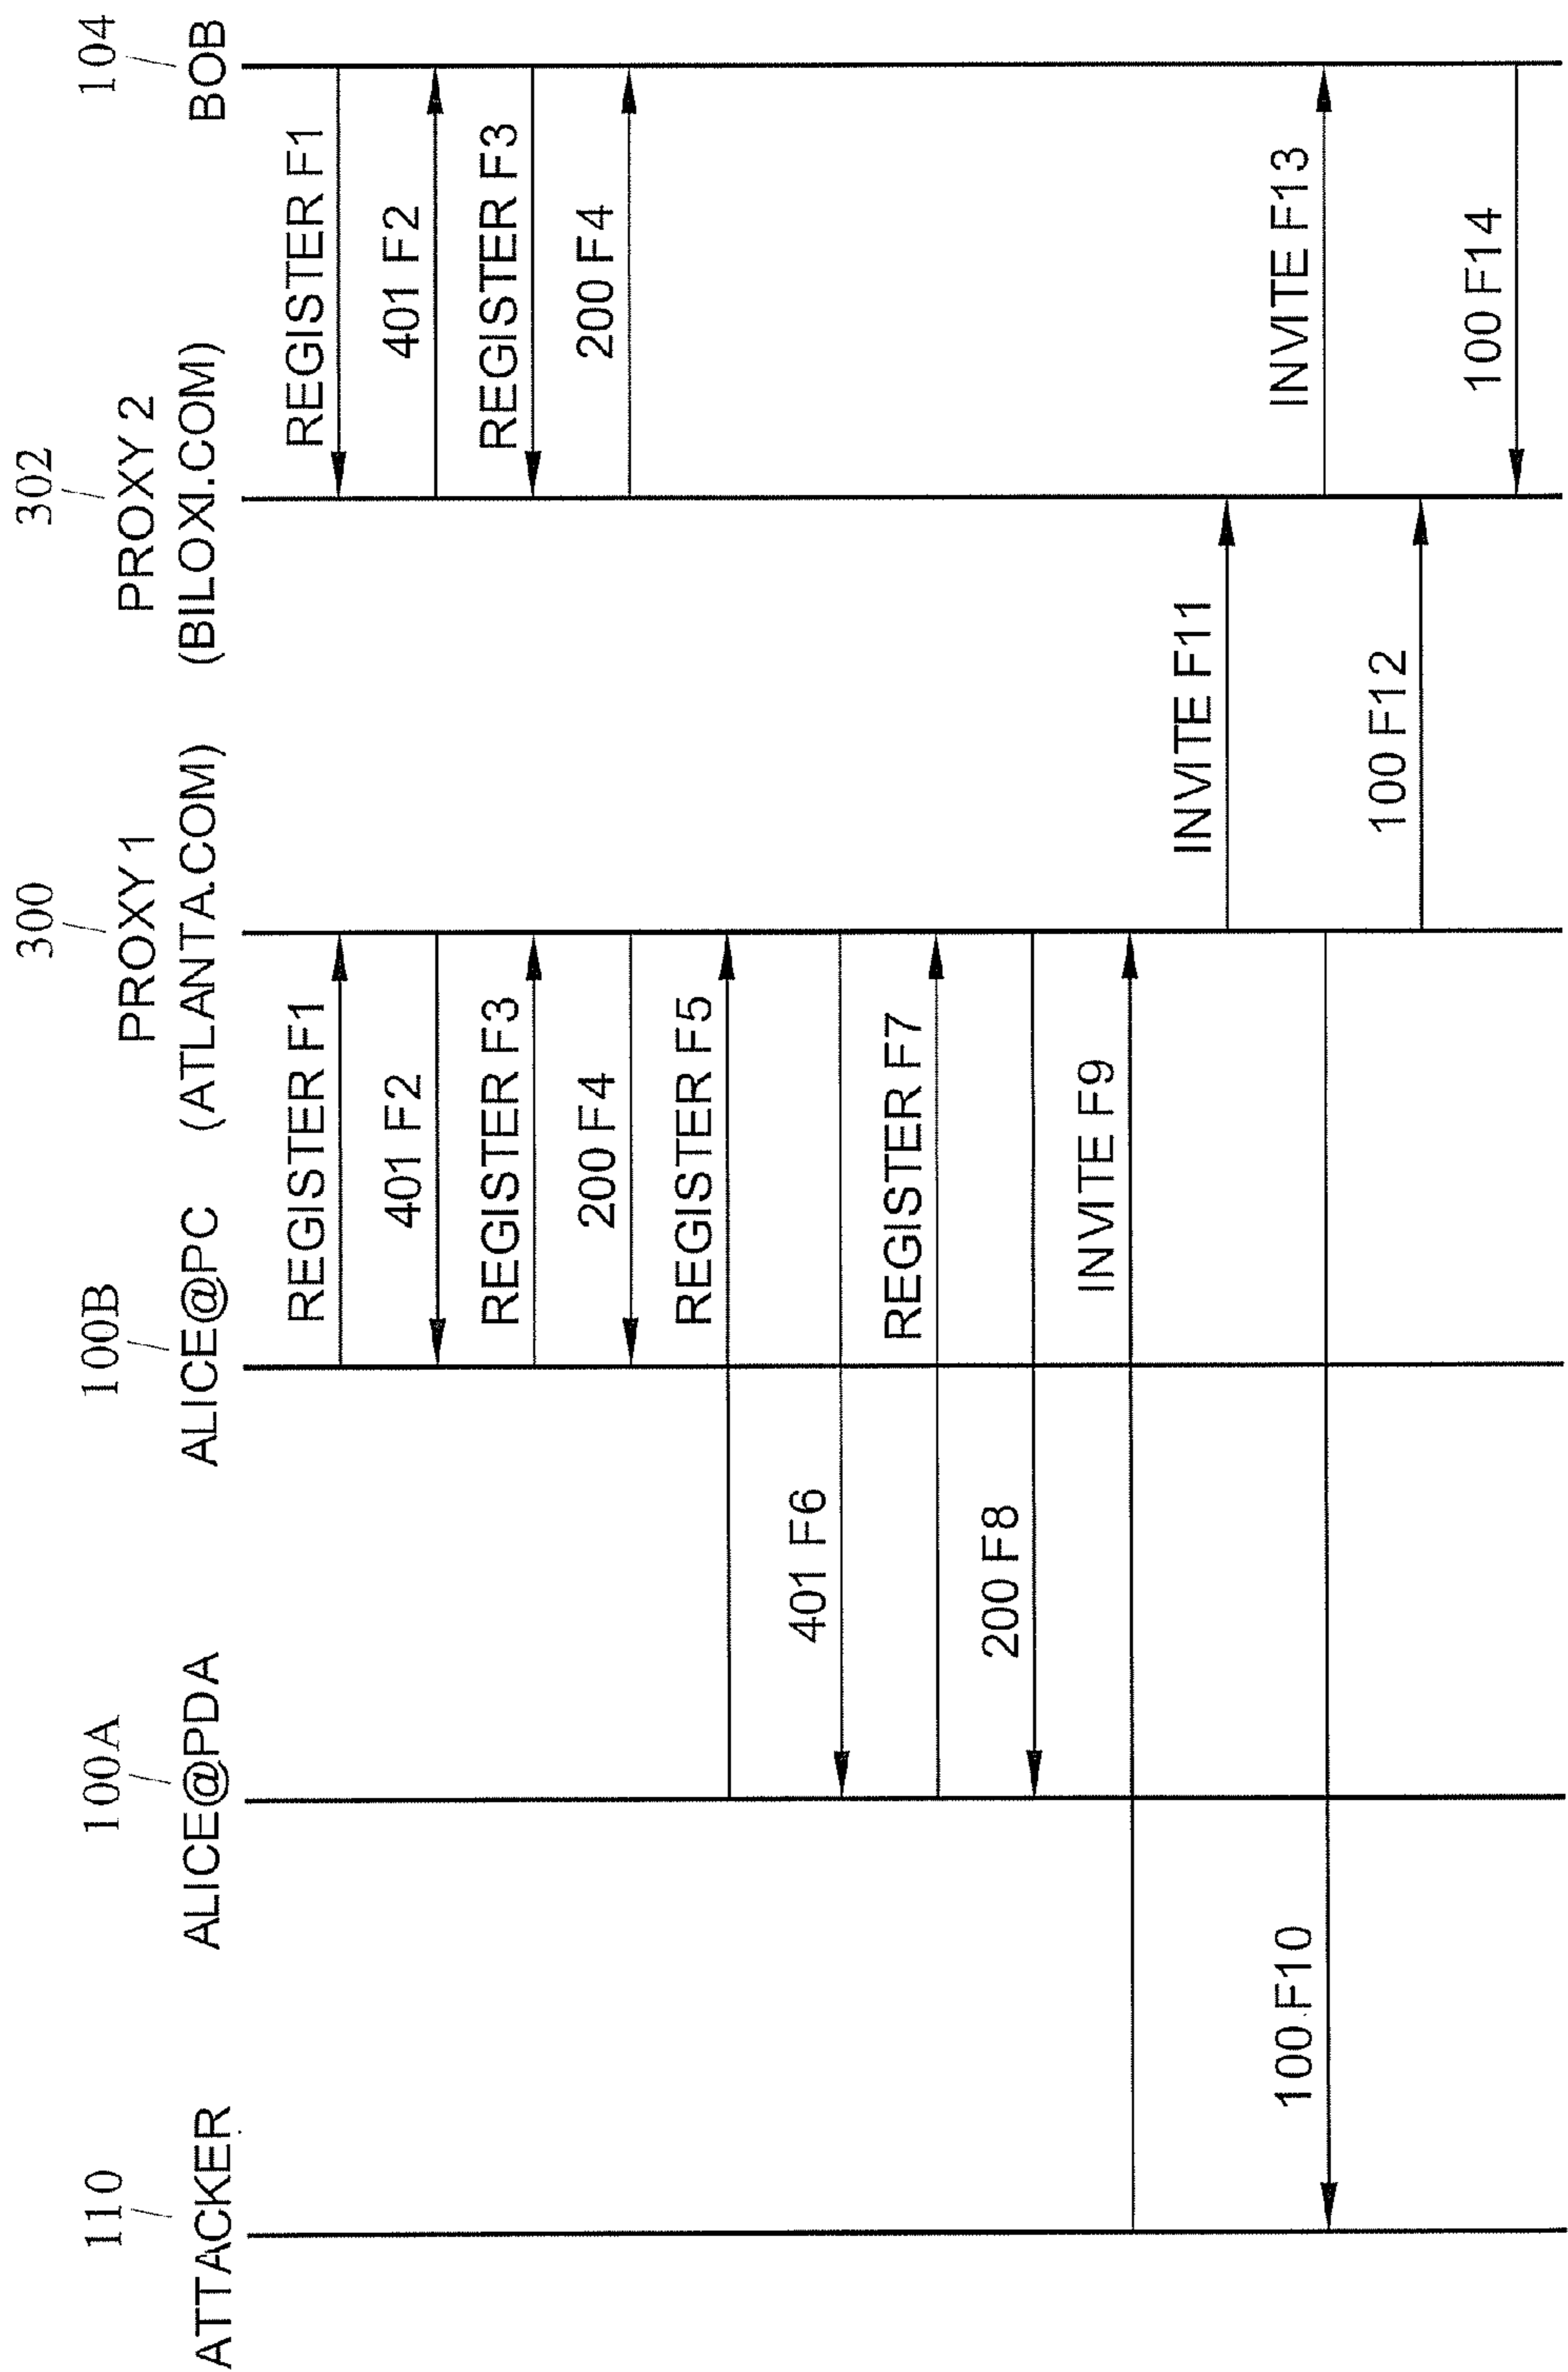 110
ATTACKER
100A
ALICE@PDA
100B
ALICE@PC
300
PROXY 1
(ATLANTA.COM)
302
PROXY 2
(BILOXI.COM)
104
BOB
REGISTER F1
REGISTER F1
401 F2
401 F2
REGISTER F3
REGISTER F3
200 F4
200 F4
REGISTER F5
401 F6
REGISTER F7
200 F8
INVITE F9
INVITE F11
100 F10
INVITE F13
100 F12
100 F14